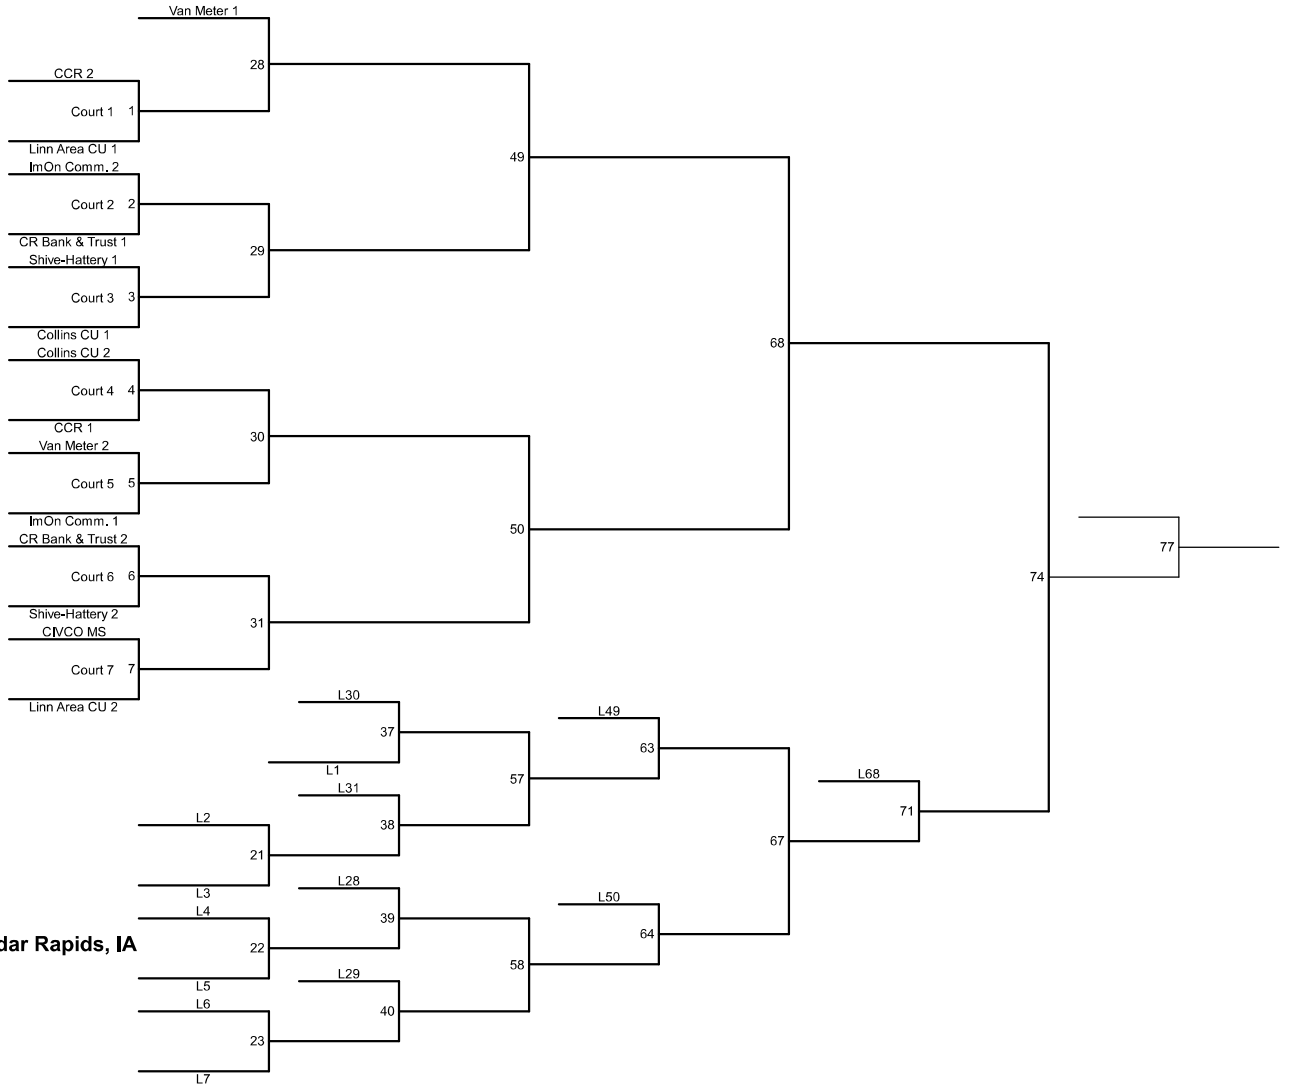 Van Meter 1
28
CCR 2
Court 1 1
Linn Area CU 1
ImOn Comm. 2
49
Court 2 2
CR Bank & Trust 1
29
Shive-Hattery 1
Court 3 3
Collins CU 1
68
Collins CU 2
Court 4 4
CCR 1
30
Van Meter 2
Court 5 5
ImOn Comm. 1
50
CR Bank & Trust 2
77
Court 6 6
74
Shive-Hattery 2
31
CIVCO MS
Court 7 7
Linn Area CU 2
L30
L49
37
63
L1
57
L68
L31
71
L2
38
67
21
L3
L28
L50
L4
39
64
dar Rapids, IA
22
58
L5
L29
L6
40
23
L7